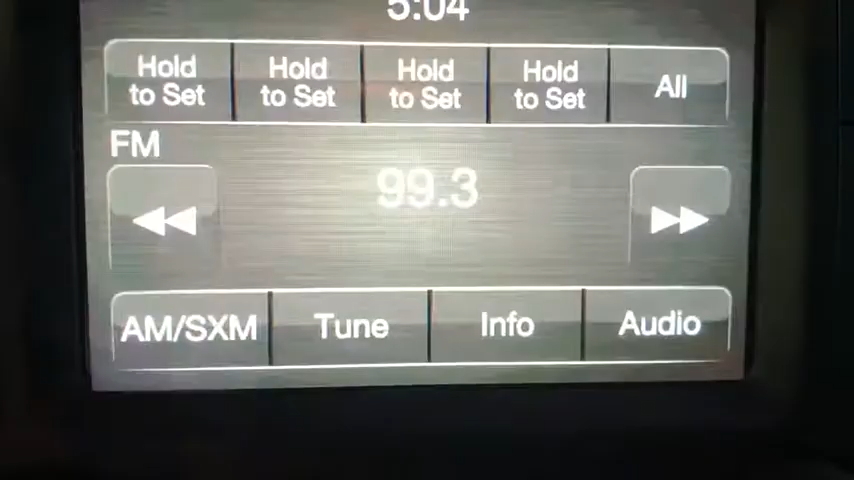 5:04
Hold to Set Hold to Set Hold to Set Hold to Set All
FM
99.3
AM/SXM Tune Info Audio